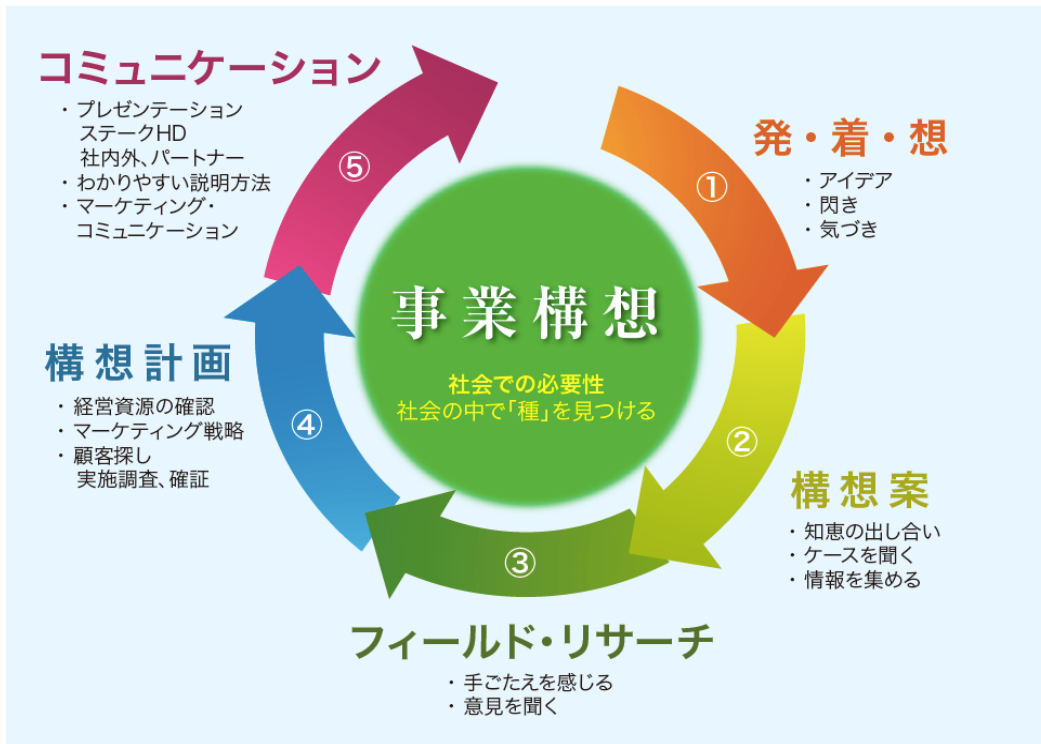 事業構想
社会での必要性
社会の中で「種」を見つける
①
発・着・想
・アイデア
・閃き
・気づき
②
構想案
・知恵の出し合い
・ケースを聞く
・情報を集める
③
フィールド・リサーチ
・手ごたえを感じる
・意見を聞く
④
構想計画
・経営資源の確認
・マーケティング戦略
・顧客探し
実施調査、確証
⑤
コミュニケーション
・プレゼンテーション
ステークHD
社内外、パートナー
・わかりやすい説明方法
・マーケティング・
コミュニケーション